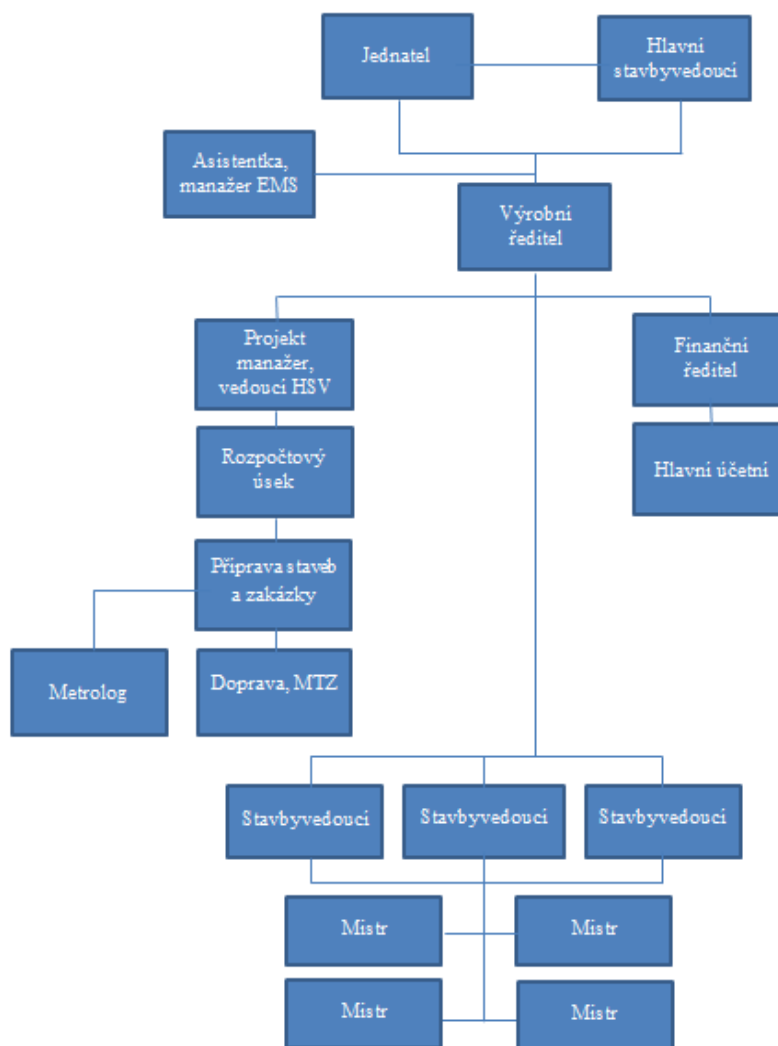 Jednatel
Hlavní
stavbyvedoucí
Asistentka,
manažer EMS
Výrobní
ředitel
Projekt
manažer,
vedoucí HSV
Finanční
ředitel
Rozpočtový
úsek
Hlavní účetní
Příprava staveb
a zakázky
Metrolog
Doprava, MTZ
Stavbyvedoucí
Stavbyvedoucí
Stavbyvedoucí
Mistr
Mistr
Mistr
Mistr